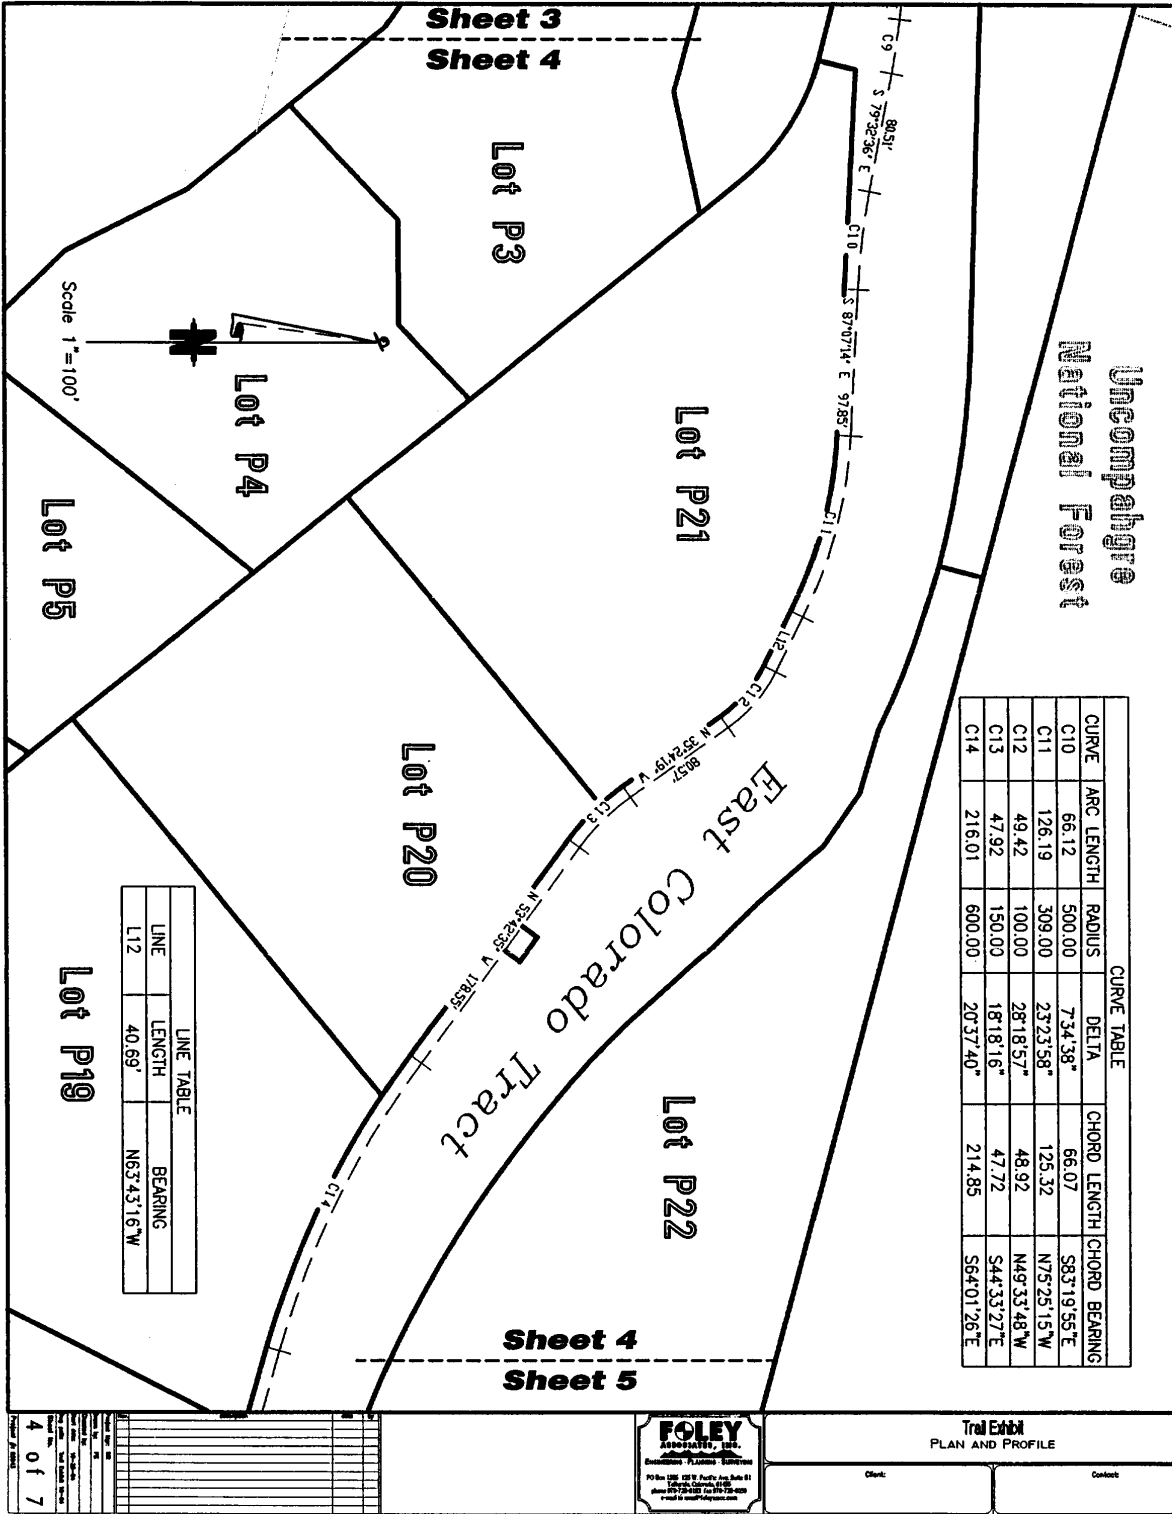 Sheet 3
Sheet 4
C9
80.51'
S 79°32'36" E
C10
S 87°07'14" E 97.85'
C11
L12
C12
N 35°24'19" W
80.57'
C13
N 53°42'35" W 178.55'
C14
Lot P3
Lot P4
Lot P5
Lot P21
Lot P20
Lot P19
Lot P22
Scale 1"=100'
N
Uncompahgre
National Forest
East Colorado Tract
CURVE TABLE
CURVE ARC LENGTH RADIUS DELTA CHORD LENGTH CHORD BEARING
C10 66.12 500.00 7°34'38" 66.07 S83°19'55"E
C11 126.19 309.00 23°23'58" 125.32 N75°25'15"W
C12 49.42 100.00 28°18'57" 48.92 N49°33'48"W
C13 47.92 150.00 18°18'16" 47.72 S44°33'27"E
C14 216.01 600.00 20°37'40" 214.85 S64°01'26"E
LINE TABLE
LINE LENGTH BEARING
L12 40.69' N63°43'16"W
Sheet 4
Sheet 5
FOLEY
ASSOCIATES, INC.
ENGINEERING · PLANNING · SURVEYING
Trail Exhibit
PLAN AND PROFILE
Client:
Contact:
4 of 7